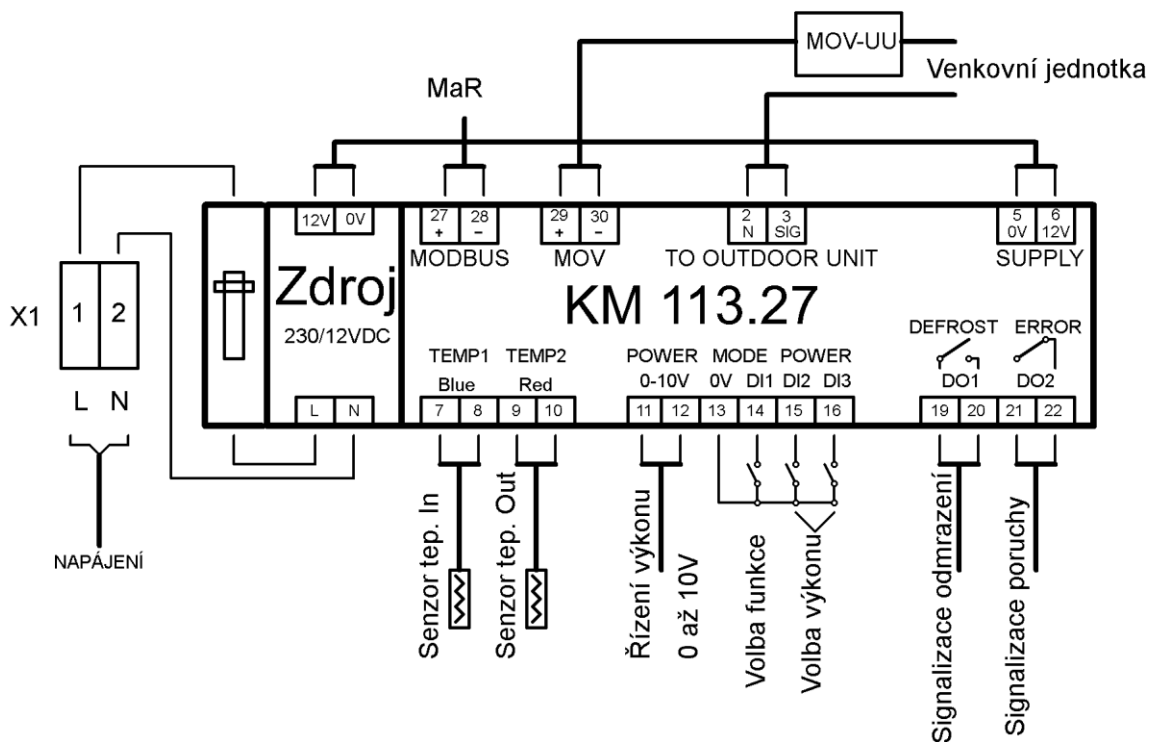 MOV-UU
Venkovní jednotka
MaR
12V 0V
27 28
+ −
MODBUS
29 30
+ −
MOV
2 3
N SIG
TO OUTDOOR UNIT
5 6
0V 12V
SUPPLY
X1
1 2
L N
NAPÁJENÍ
Zdroj
230/12VDC
L N
KM 113.27
TEMP1 TEMP2
Blue Red
7 8 9 10
POWER MODE POWER
0-10V 0V DI1 DI2 DI3
11 12 13 14 15 16
DEFROST ERROR
DO1 DO2
19 20 21 22
Senzor tep. In
Senzor tep. Out
Řízení výkonu
0 až 10V
Volba funkce
Volba výkonu
Signalizace odmrazení
Signalizace poruchy